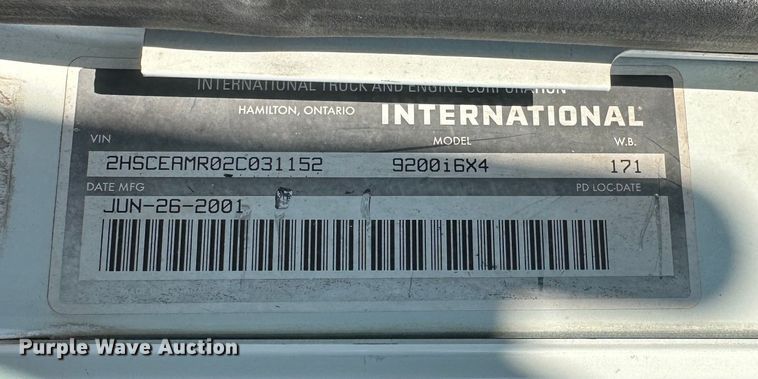 INTERNATIONAL TRUCK AND ENGINE CORPORATION
HAMILTON, ONTARIO INTERNATIONAL®
VIN MODEL W.B.
2HSCEAMR02C031152 9200i6X4 171
DATE MFG PD LOC-DATE
JUN-26-2001
Purple Wave Auction